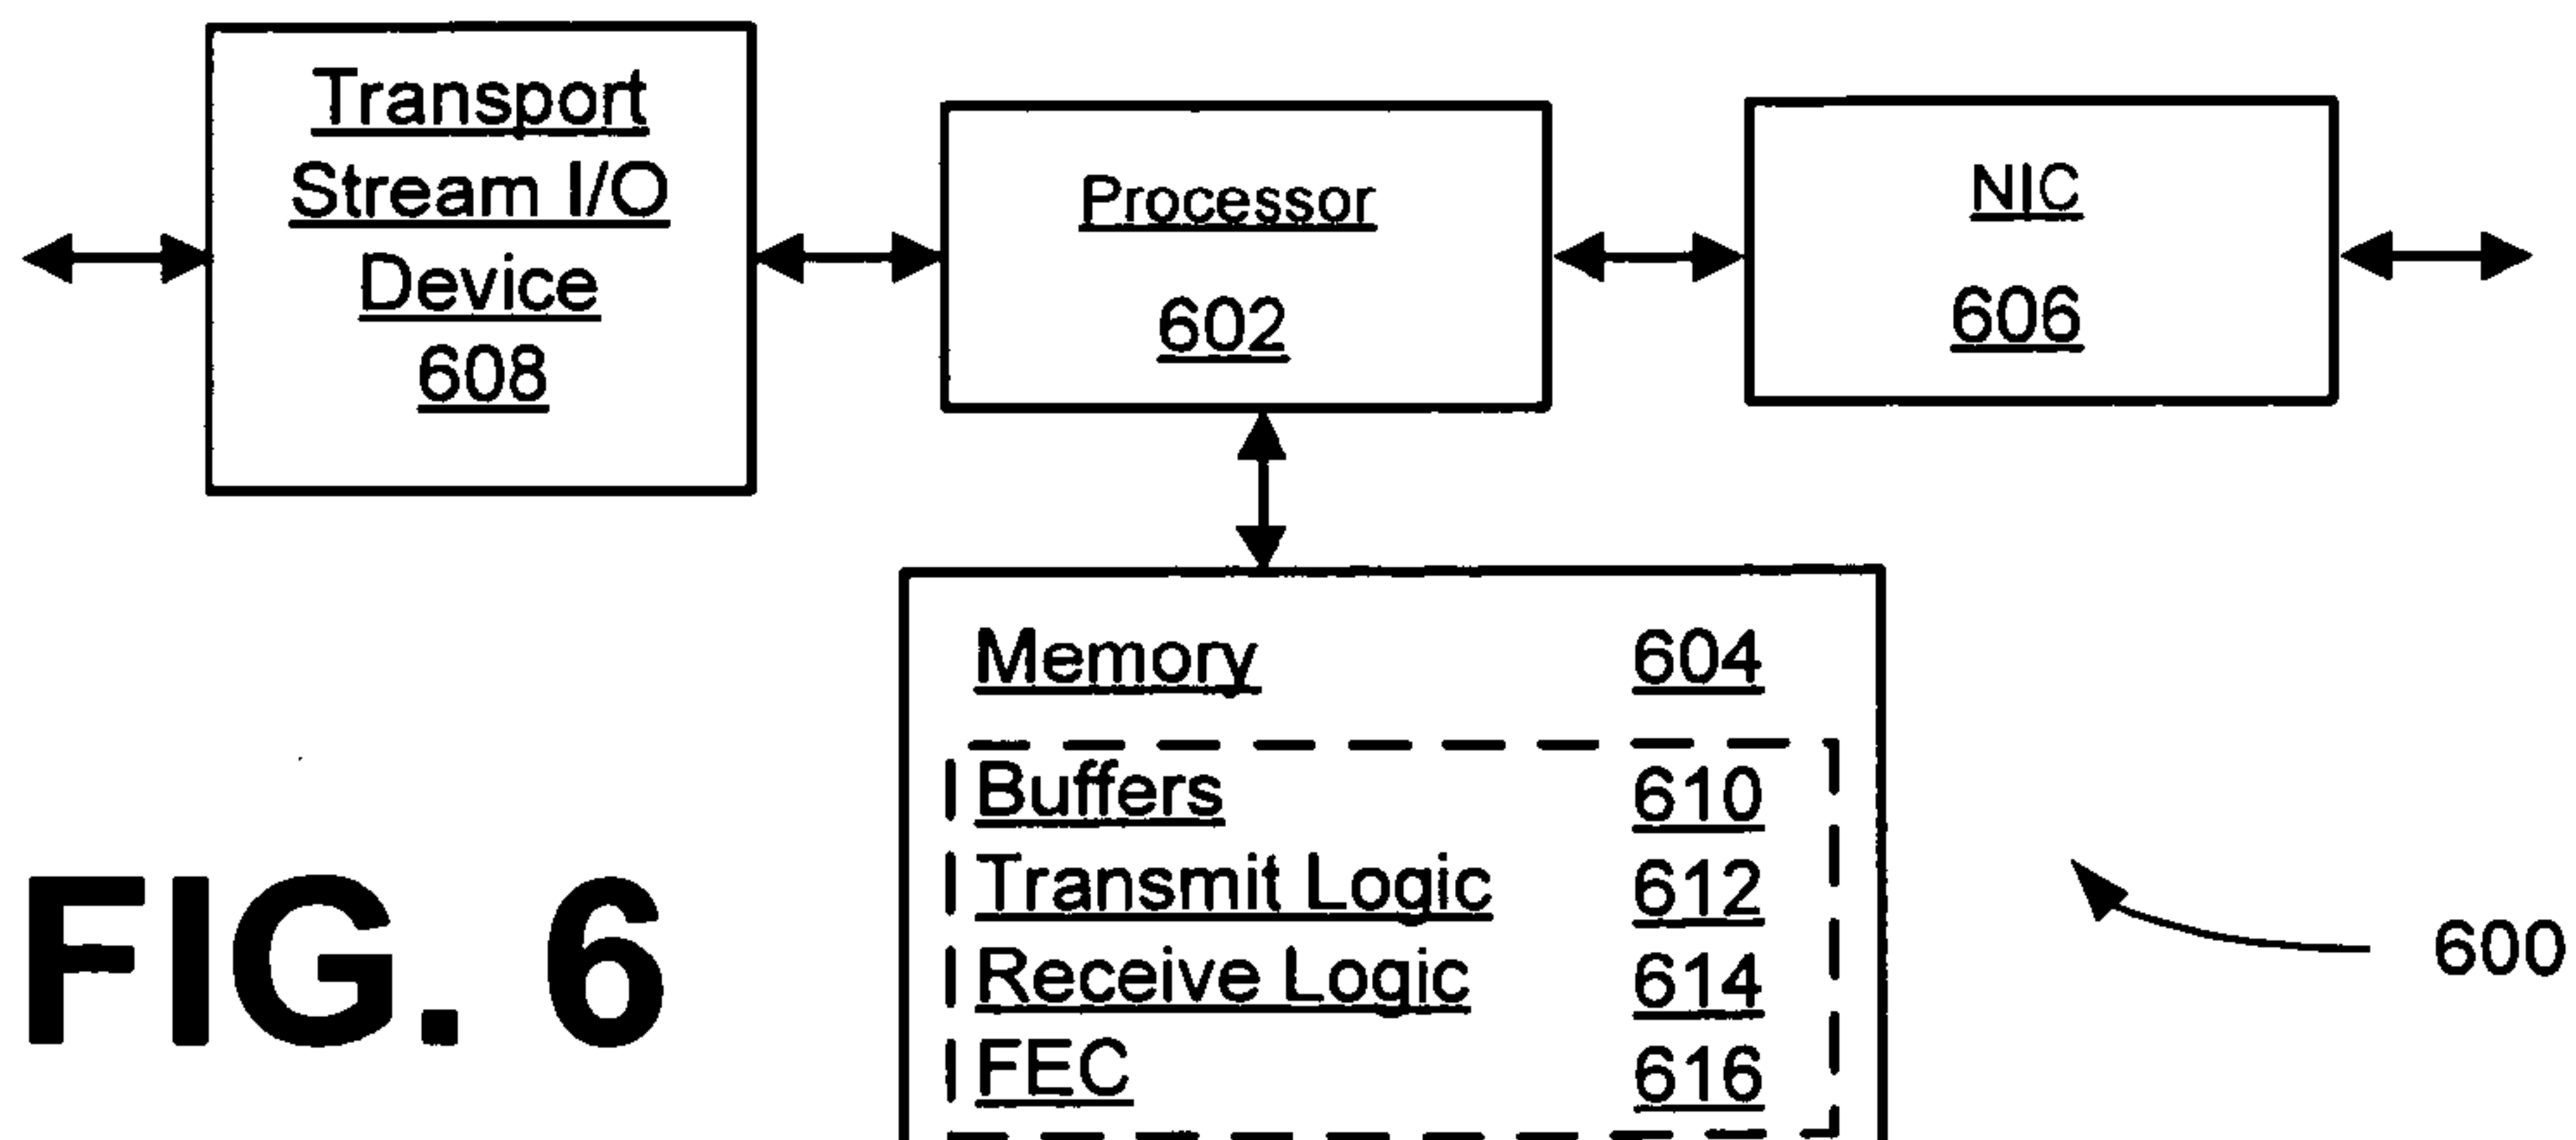 Transport
Stream I/O
Device
608
Processor
602
NIC
606
Memory 604
Buffers 610
Transmit Logic 612
Receive Logic 614
FEC 616
600
FIG. 6